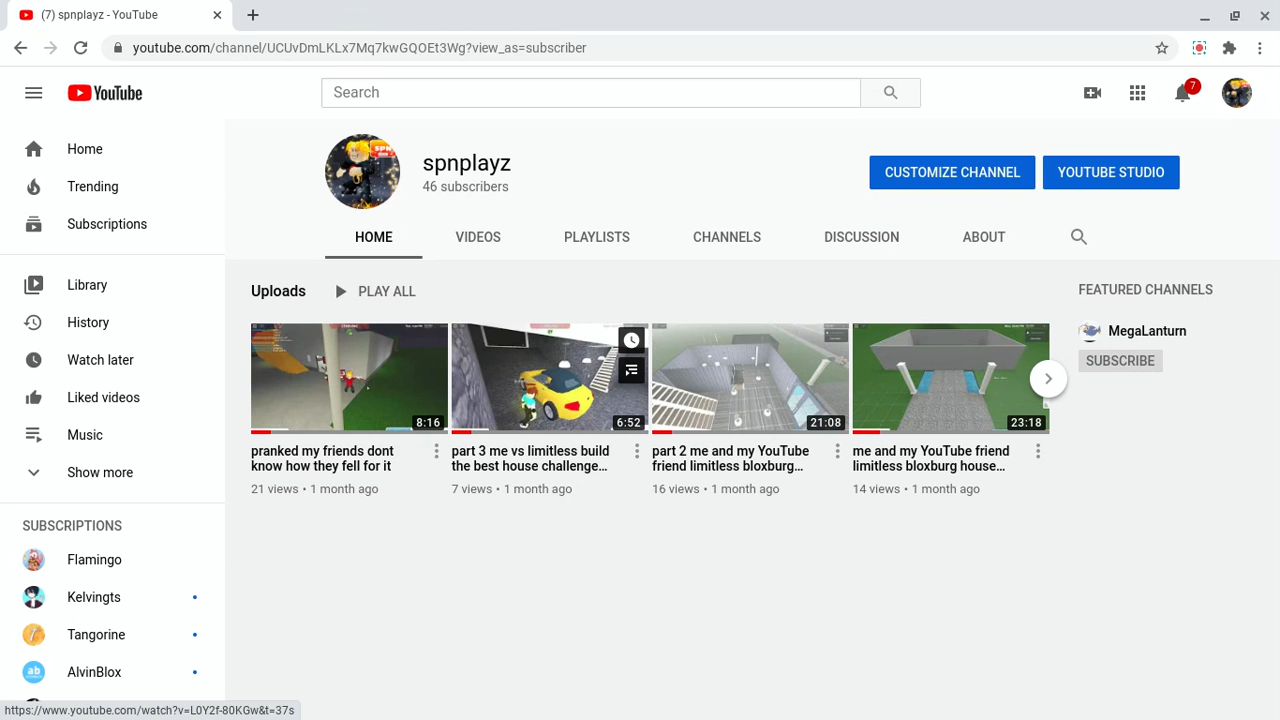 (7) spnplayz - YouTube
youtube.com/channel/UCUvDmLKLx7Mq7kwGQOEt3Wg?view_as=subscriber
YouTube
Search
7
Home
Trending
Subscriptions
Library
History
Watch later
Liked videos
Music
Show more
SUBSCRIPTIONS
Flamingo
Kelvingts
Tangorine
ab
AlvinBlox
SPN
spnplayz
46 subscribers
CUSTOMIZE CHANNEL
YOUTUBE STUDIO
HOME
VIDEOS
PLAYLISTS
CHANNELS
DISCUSSION
ABOUT
Uploads
PLAY ALL
8:16
pranked my friends dont
know how they fell for it
21 views • 1 month ago
6:52
part 3 me vs limitless build
the best house challenge...
7 views • 1 month ago
21:08
part 2 me and my YouTube
friend limitless bloxburg...
16 views • 1 month ago
23:18
me and my YouTube friend
limitless bloxburg house...
14 views • 1 month ago
FEATURED CHANNELS
MegaLanturn
SUBSCRIBE
https://www.youtube.com/watch?v=L0Y2f-80KGw&t=37s